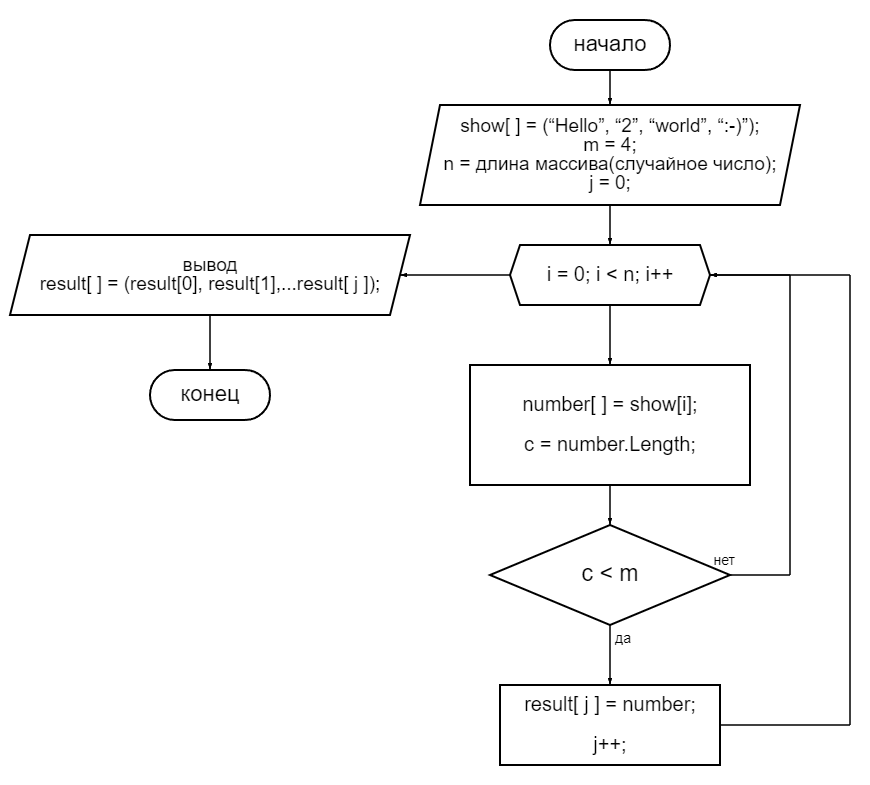 начало
show[ ] = (“Hello”, “2”, “world”, “:-)”);
m = 4;
n = длина массива(случайное число);
j = 0;
i = 0; i < n; i++
вывод
result[ ] = (result[0], result[1],...result[ j ]);
конец
number[ ] = show[i];
c = number.Length;
c < m
нет
да
result[ j ] = number;
j++;